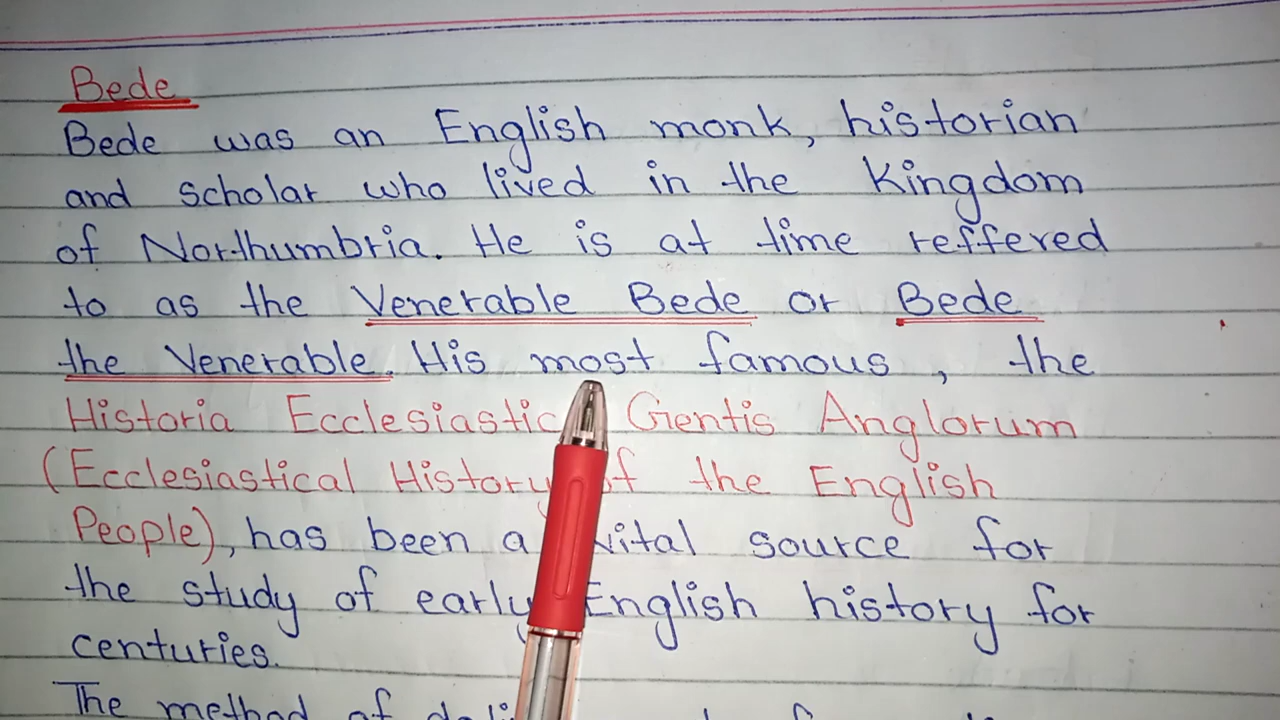 Bede
Bede was an English monk, historian
and scholar who lived in the Kingdom
of Northumbria. He is at time reffered
to as the Venerable Bede or Bede
the Venerable. His most famous, the
Historia Ecclesiastic Gentis Anglorum
(Ecclesiastical History of the English
People), has been a vital source for
the study of early English history for
centuries.
The method of